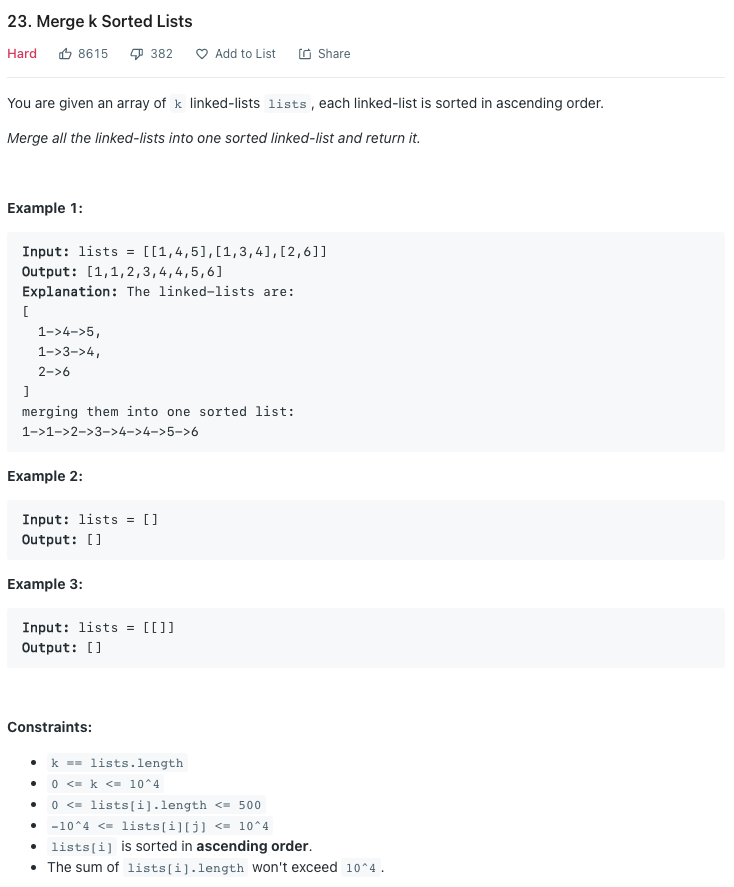 23. Merge k Sorted Lists
Hard 8615 382 Add to List Share
You are given an array of k linked-lists lists, each linked-list is sorted in ascending order.
Merge all the linked-lists into one sorted linked-list and return it.
Example 1:
Input: lists = [[1,4,5],[1,3,4],[2,6]]
Output: [1,1,2,3,4,4,5,6]
Explanation: The linked-lists are:
[
  1->4->5,
  1->3->4,
  2->6
]
merging them into one sorted list:
1->1->2->3->4->4->5->6
Example 2:
Input: lists = []
Output: []
Example 3:
Input: lists = [[]]
Output: []
Constraints:
• k == lists.length
• 0 <= k <= 10^4
• 0 <= lists[i].length <= 500
• -10^4 <= lists[i][j] <= 10^4
• lists[i] is sorted in ascending order.
• The sum of lists[i].length won't exceed 10^4.